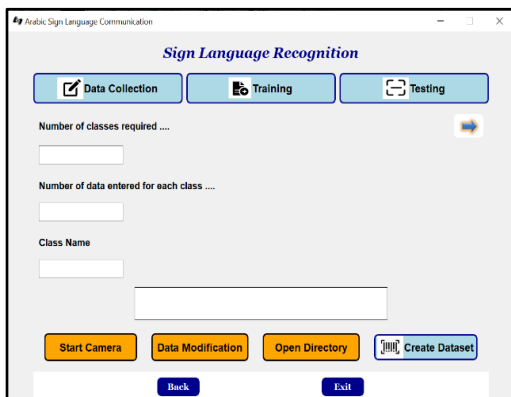 Arabic Sign Language Communication
Sign Language Recognition
Data Collection
Training
Testing
Number of classes required ....
Number of data entered for each class ....
Class Name
Start Camera
Data Modification
Open Directory
Create Dataset
Back
Exit